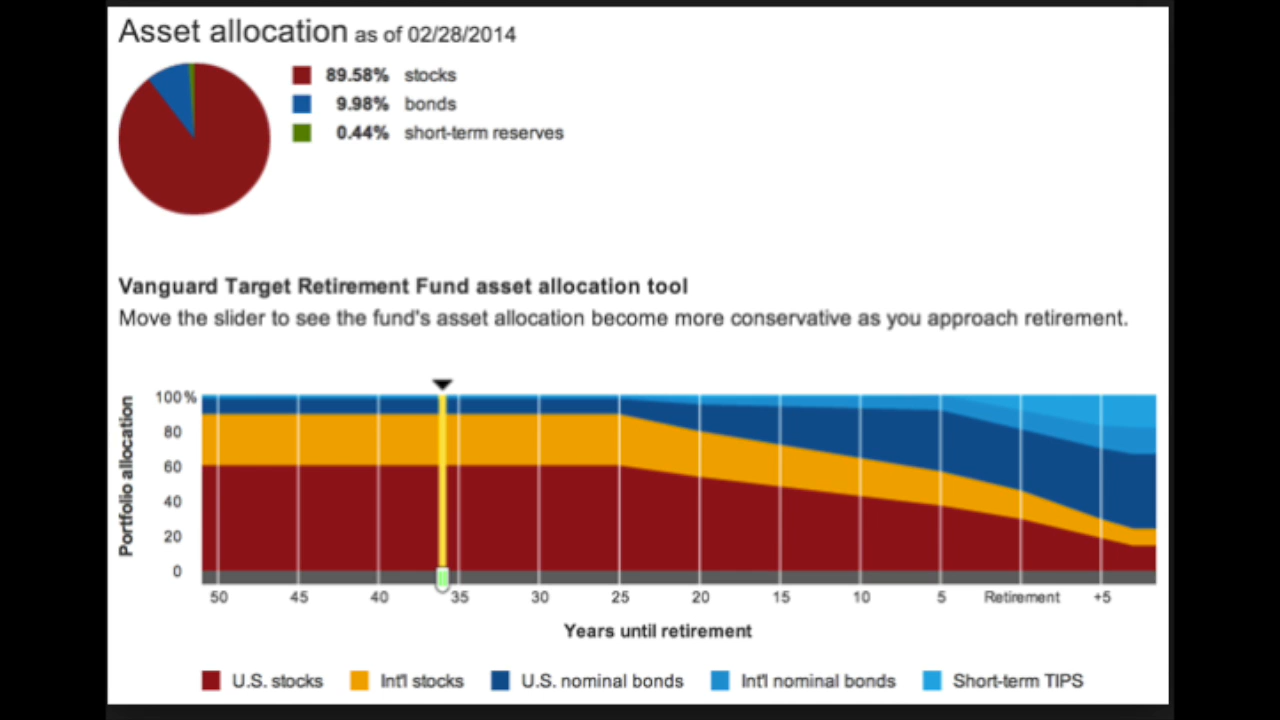 Asset allocation as of 02/28/2014
89.58% stocks
9.98% bonds
0.44% short-term reserves
Vanguard Target Retirement Fund asset allocation tool
Move the slider to see the fund's asset allocation become more conservative as you approach retirement.
Portfolio allocation
100%
80
60
40
20
0
50 45 40 35 30 25 20 15 10 5 Retirement +5
Years until retirement
U.S. stocks Int'l stocks U.S. nominal bonds Int'l nominal bonds Short-term TIPS